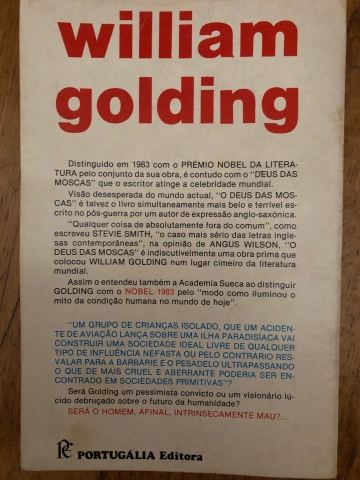 william
golding
Distinguido em 1983 com o PRÉMIO NOBEL DA LITERA-
TURA pelo conjunto da sua obra, é contudo com o "DEUS DAS
MOSCAS" que o escritor atinge a celebridade mundial.
Visão desesperada do mundo actual, "O DEUS DAS MOS-
CAS" é talvez o livro simultaneamente mais belo e terrível es-
crito no pós-guerra por um autor de expressão anglo-saxónica.
"Qualquer coisa de absolutamente fora do comum", como
escreveu STEVIE SMITH, "o caso mais sério das letras ingle-
sas contemporâneas", na opinião de ANGUS WILSON, "O
DEUS DAS MOSCAS" é indiscutivelmente uma obra prima que
colocou WILLIAM GOLDING num lugar cimeiro da literatura
mundial.
Assim o entendeu também a Academia Sueca ao distinguir
GOLDING com o NOBEL 1983 pelo "modo como iluminou o
mito da condição humana no mundo de hoje".
"UM GRUPO DE CRIANÇAS ISOLADO, QUE UM ACIDEN-
TE DE AVIAÇÃO LANÇA SOBRE UMA ILHA PARADISÍACA VAI
CONSTRUIR UMA SOCIEDADE IDEAL LIVRE DE QUALQUER
TIPO DE INFLUÊNCIA NEFASTA OU PELO CONTRÁRIO RES-
VALAR PARA A BARBÁRIE E O PESADELO ULTRAPASSANDO
O QUE DE MAIS CRUEL E ABERRANTE PODERIA SER EN-
CONTRADO EM SOCIEDADES PRIMITIVAS"?
Será Golding um pessimista convicto ou um visionário lú-
cido debruçado sobre o futuro da humanidade?
SERÁ O HOMEM, AFINAL, INTRINSECAMENTE MAU?...
PORTUGÁLIA Editora